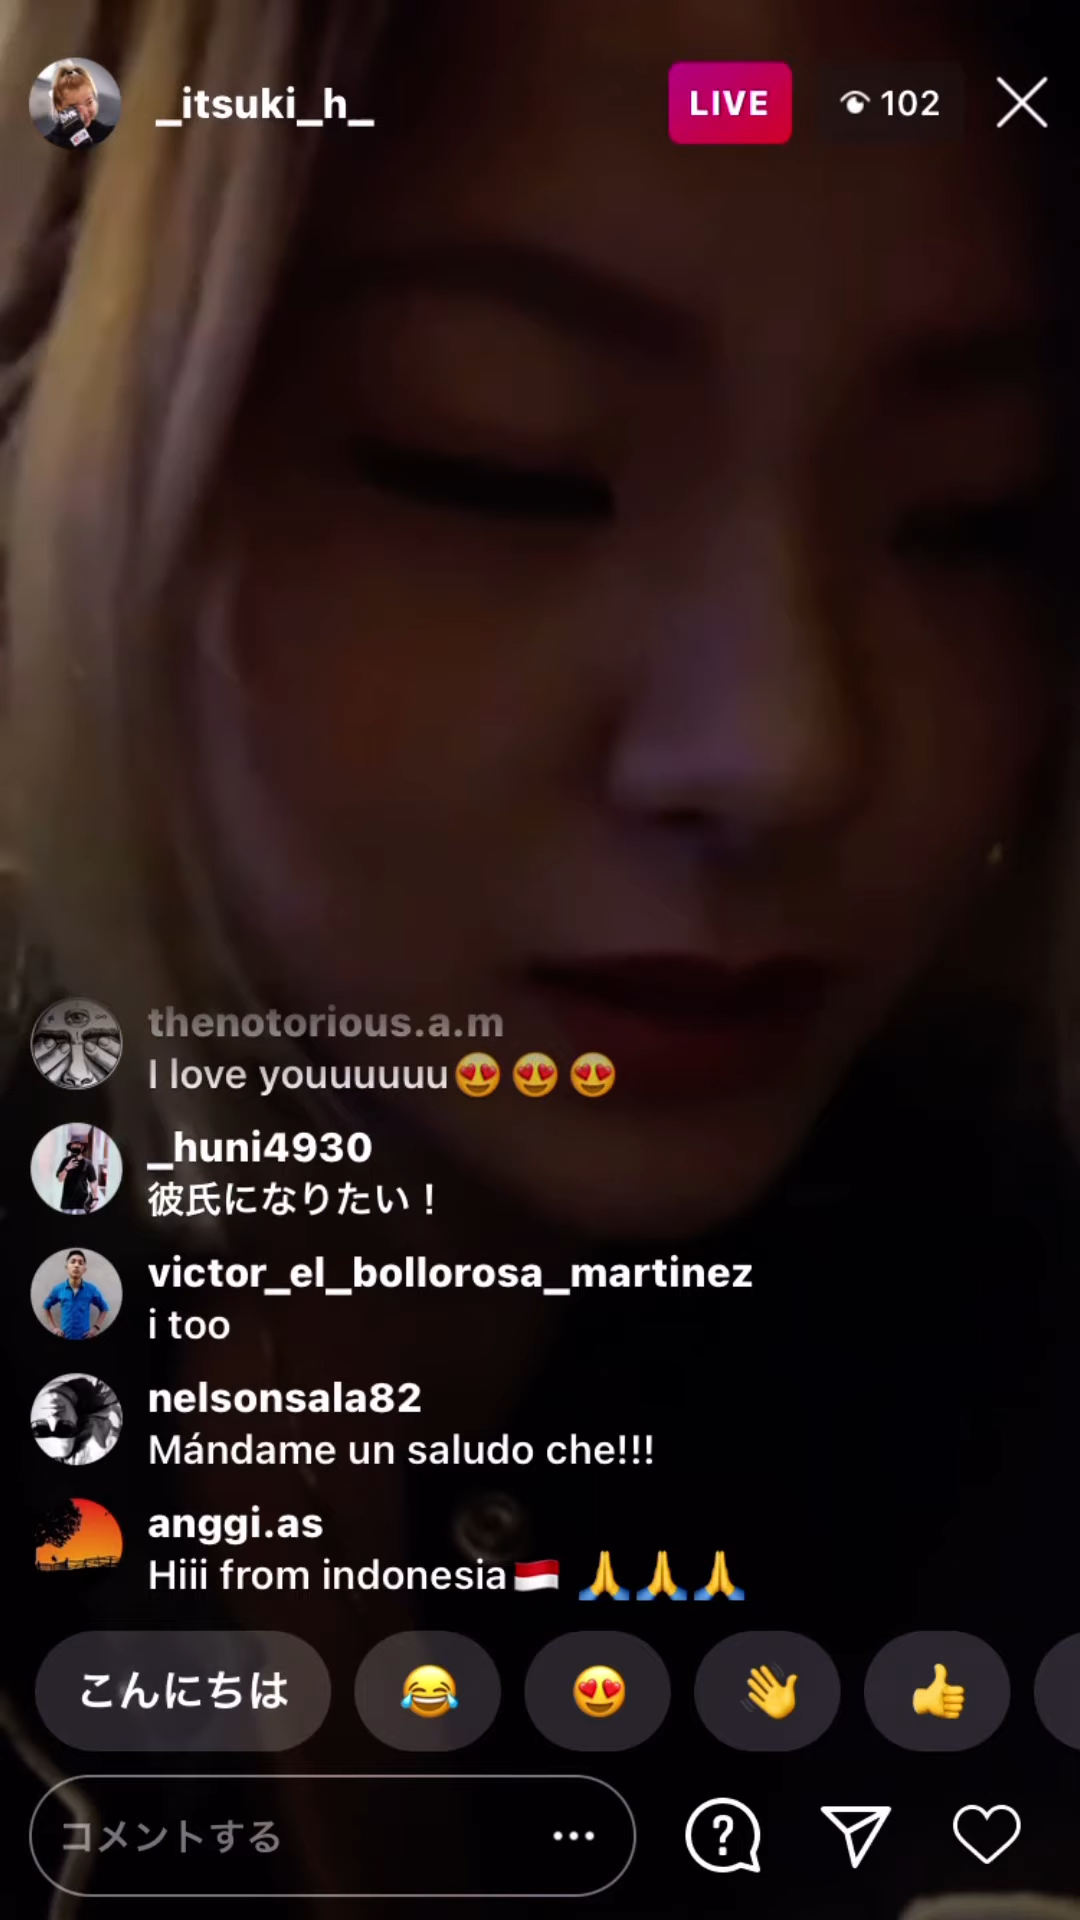 _itsuki_h_
LIVE
102
thenotorious.a.m
I love youuuuuu😍😍😍
_huni4930
彼氏になりたい！
victor_el_bollorosa_martinez
i too
nelsonsala82
Mándame un saludo che!!!
anggi.as
Hiii from indonesia🇮🇩 🙏🙏🙏
こんにちは 😂 😍 👋 👍
コメントする